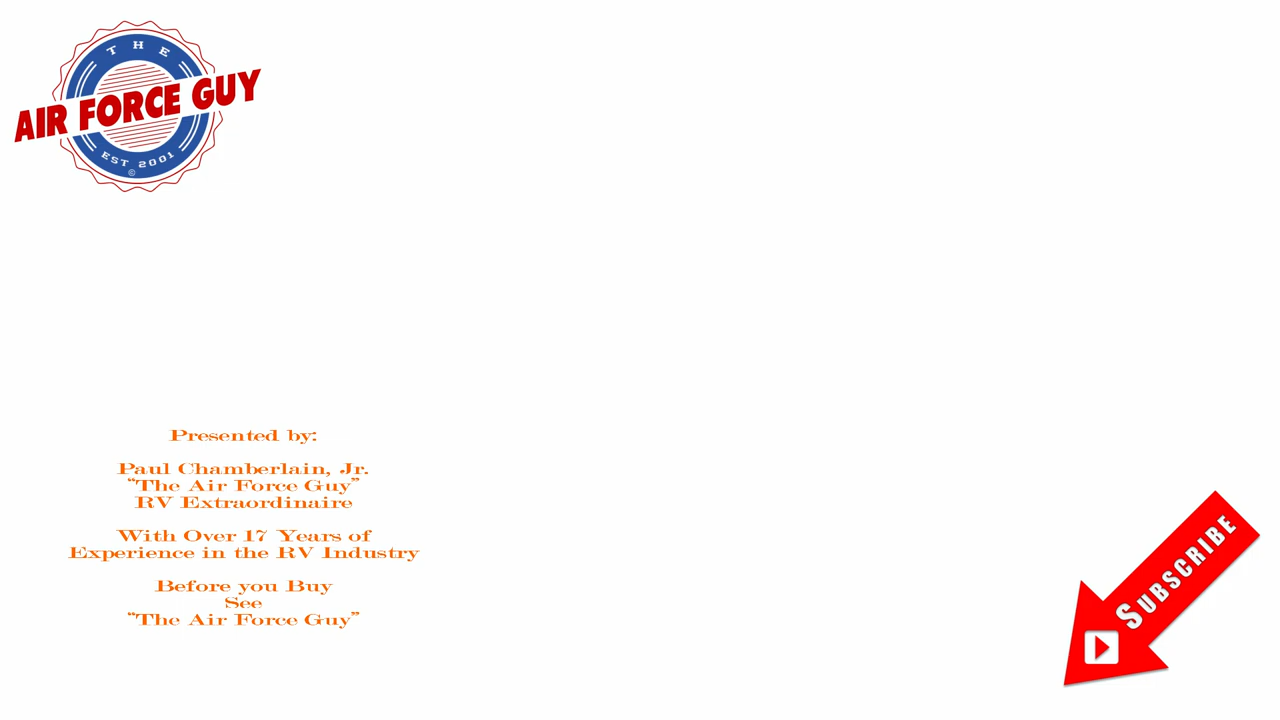 THE
AIR FORCE GUY
EST 2001
©
Presented by:
Paul Chamberlain, Jr.
“The Air Force Guy”
RV Extraordinaire
With Over 17 Years of
Experience in the RV Industry
Before you Buy
See
“The Air Force Guy”
SUBSCRIBE